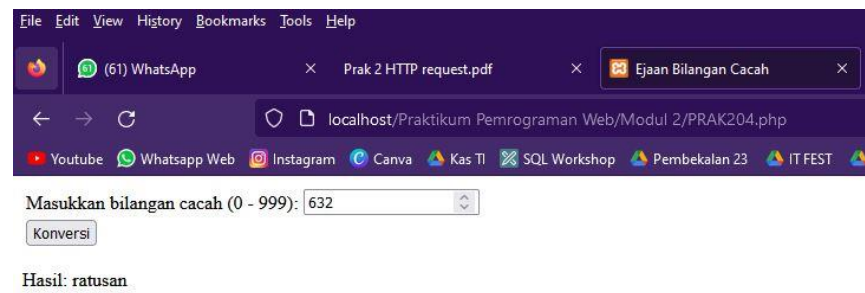 File Edit View History Bookmarks Tools Help
61 (61) WhatsApp × Prak 2 HTTP request.pdf × Ejaan Bilangan Cacah ×
localhost/Praktikum Pemrograman Web/Modul 2/PRAK204.php
Youtube Whatsapp Web Instagram Canva Kas TI SQL Workshop Pembekalan 23 IT FEST
Masukkan bilangan cacah (0 - 999): 632
Konversi
Hasil: ratusan